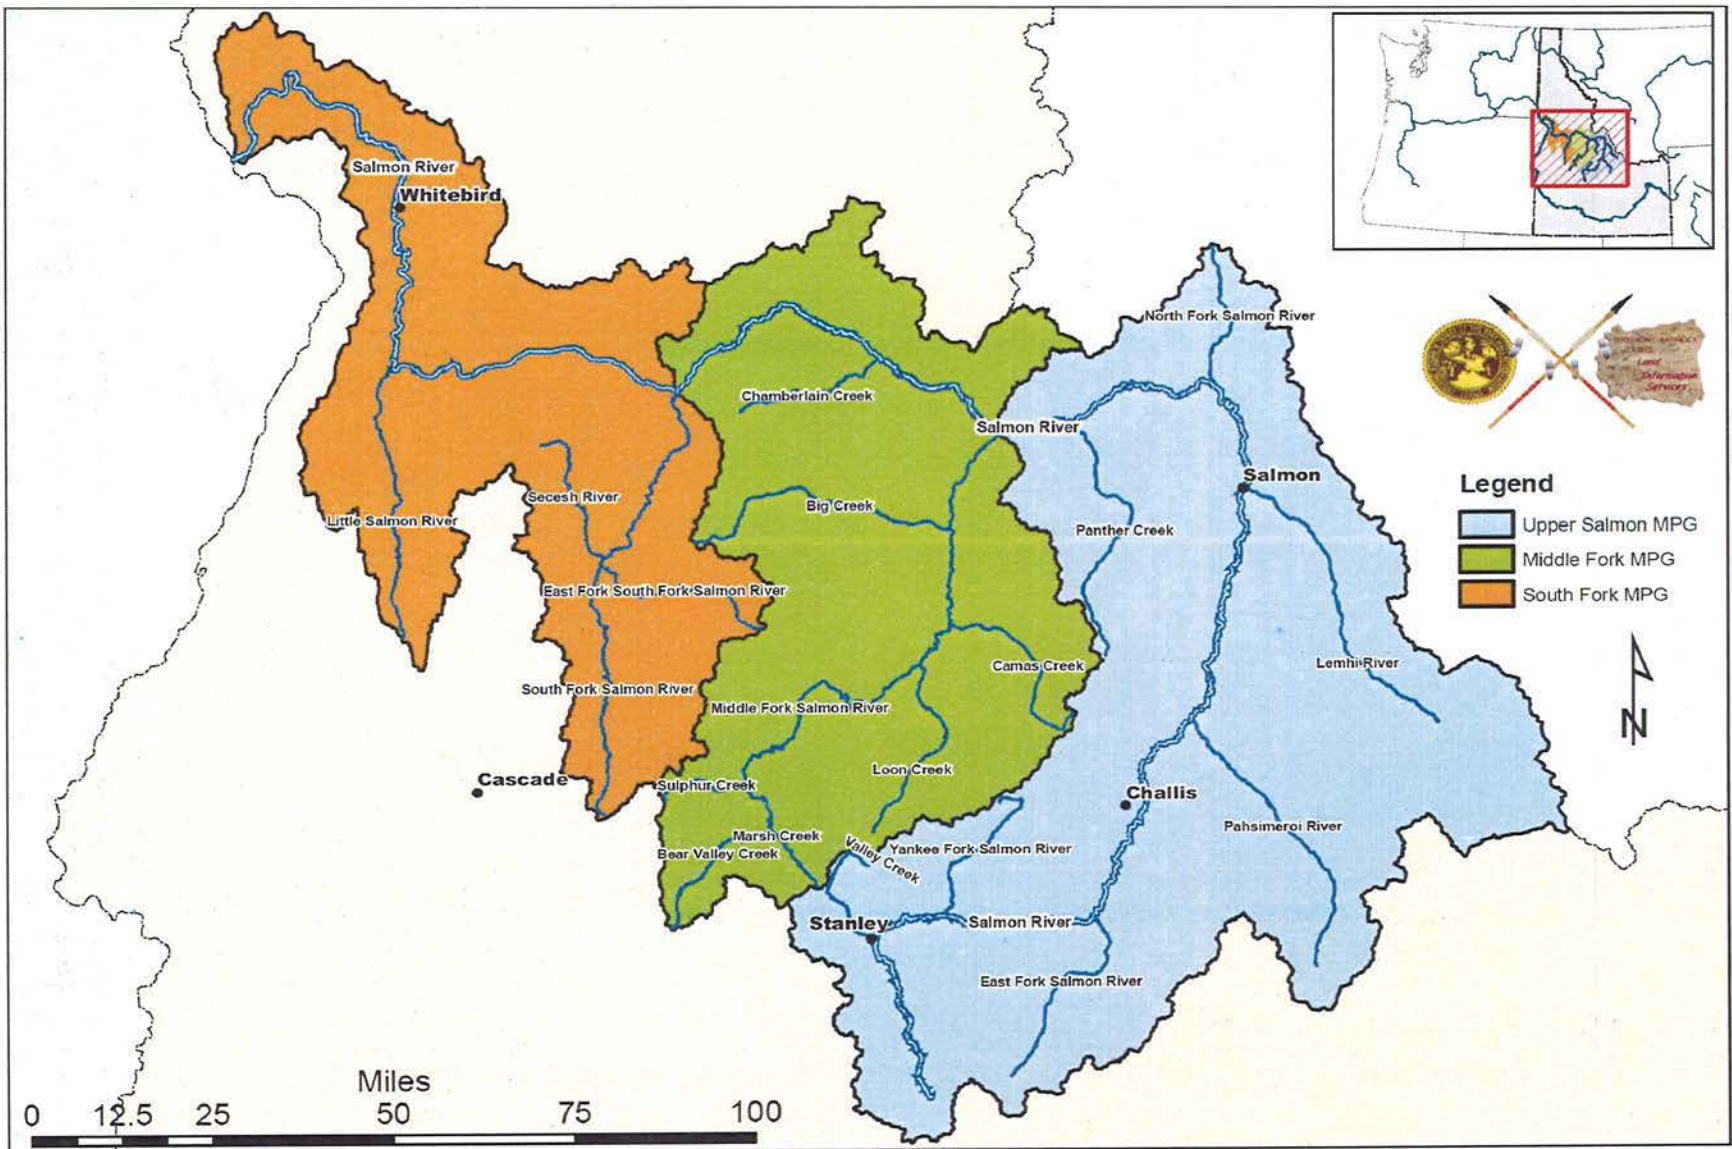 Salmon River
Whitebird
North Fork Salmon River
Chamberlain Creek
Salmon River
Salmon
Secesh River
Big Creek
Little Salmon River
Panther Creek
East Fork South Fork Salmon River
Camas Creek
Lemhi River
South Fork Salmon River
Middle Fork Salmon River
Cascade
Sulphur Creek
Loon Creek
Challis
Marsh Creek
Bear Valley Creek
Valley Creek
Yankee Fork Salmon River
Pahsimeroi River
Stanley
Salmon River
East Fork Salmon River
Land
Information
Services
Legend
Upper Salmon MPG
Middle Fork MPG
South Fork MPG
N
Miles
0 12.5 25 50 75 100